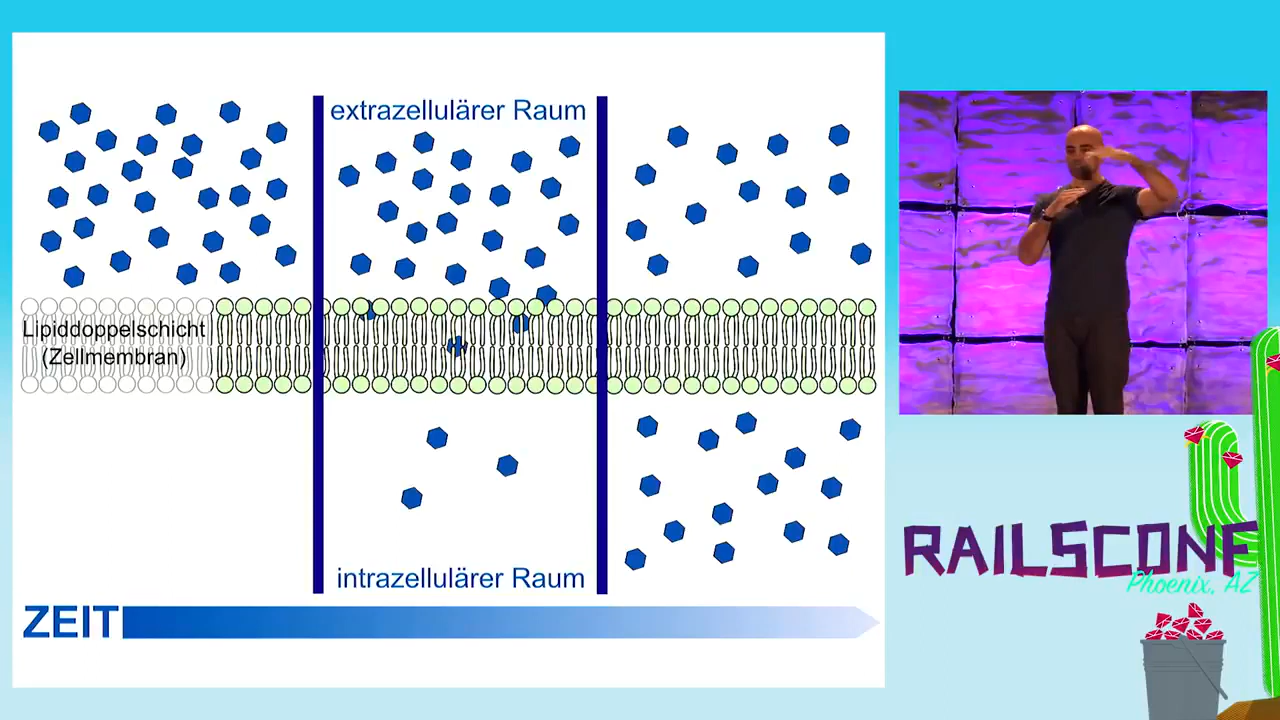 extrazellulärer Raum
Lipiddoppelschicht
(Zellmembran)
intrazellulärer Raum
ZEIT
RAILSCONF
Phoenix, AZ